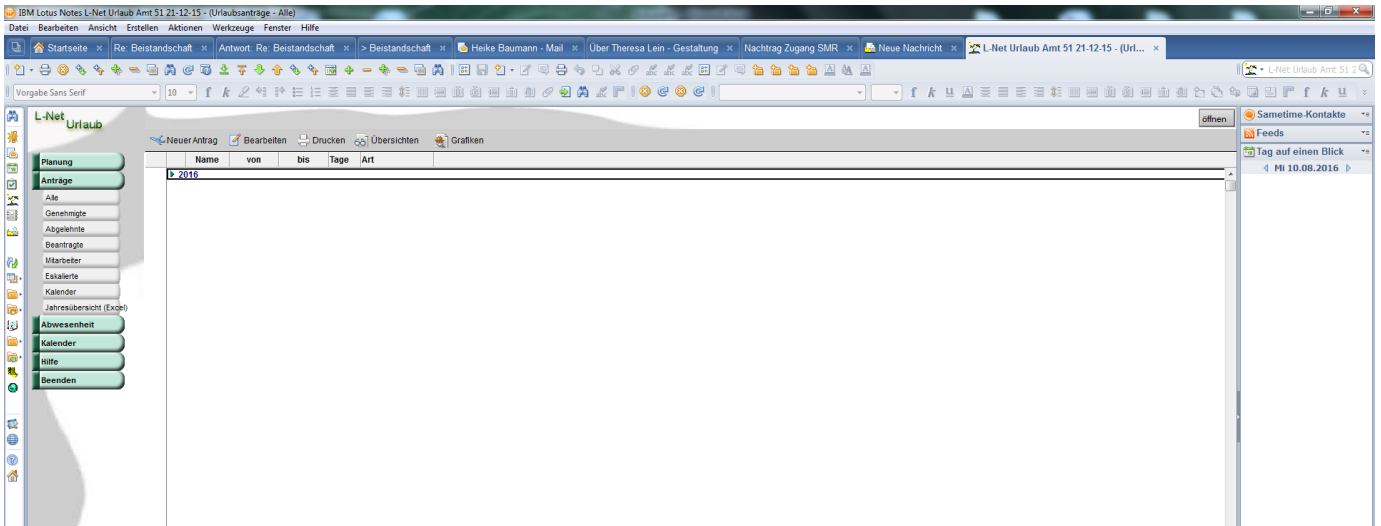 IBM Lotus Notes L-Net Urlaub Amt 51 21-12-15 - (Urlaubsanträge - Alle)
Datei Bearbeiten Ansicht Erstellen Aktionen Werkzeuge Fenster Hilfe
Startseite Re: Beistandschaft Antwort: Re: Beistandschaft > Beistandschaft Heike Baumann - Mail Über Theresa Lein - Gestaltung Nachtrag Zugang SMR Neue Nachricht L-Net Urlaub Amt 51 21-12-15 - (Url...
L-Net Urlaub Amt 51 2
Vorgabe Sans Serif 10 f k u f k u
L-Net
Urlaub
öffnen
Neuer Antrag Bearbeiten Drucken Übersichten Grafiken
Name von bis Tage Art
2016
Planung
Anträge
Alle
Genehmigte
Abgelehnte
Beantragte
Mitarbeiter
Eskalierte
Kalender
Jahresübersicht (Excel)
Abwesenheit
Kalender
Hilfe
Beenden
Sametime-Kontakte
Feeds
Tag auf einen Blick
Mi 10.08.2016